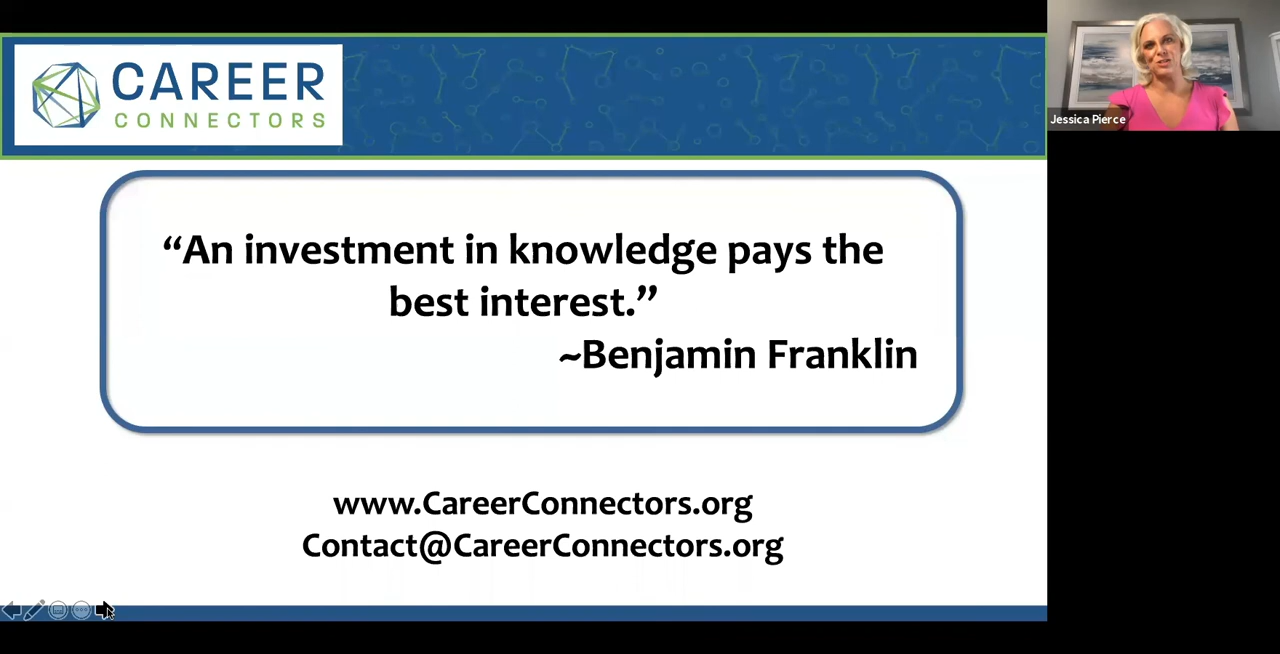 CAREER
CONNECTORS
Jessica Pierce
“An investment in knowledge pays the
best interest.”
~Benjamin Franklin
www.CareerConnectors.org
Contact@CareerConnectors.org